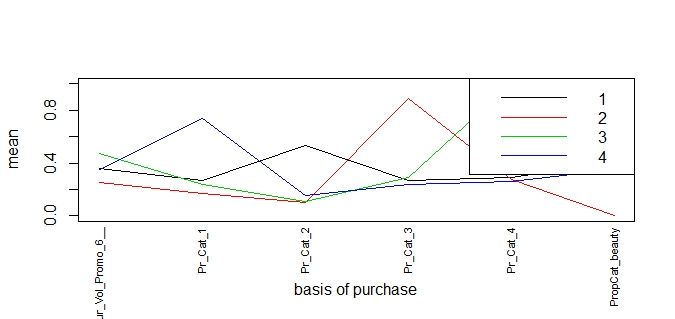 mean
0.8
0.4
0.0
1
2
3
4
ur_Vol_Promo_6__
Pr_Cat_1
Pr_Cat_2
Pr_Cat_3
Pr_Cat_4
PropCat_beauty
basis of purchase